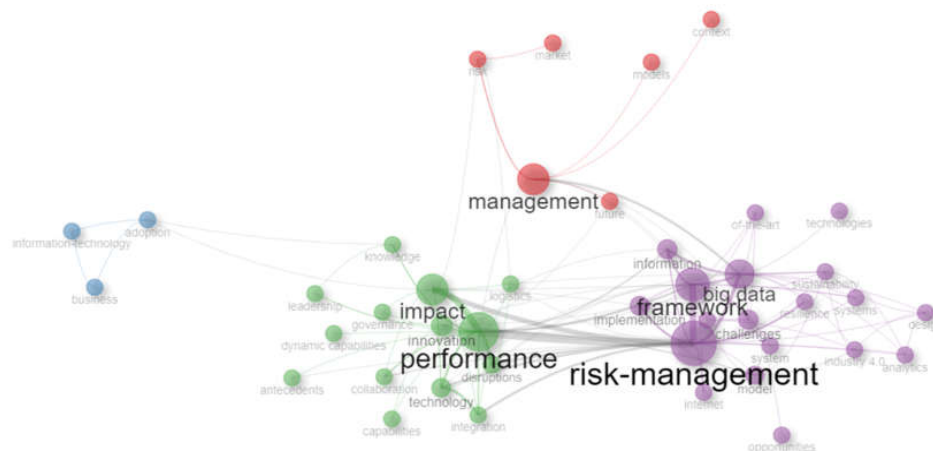 context
market
risk
models
management
future
of-the-art
technologies
adoption
information-technology
knowledge
information
business
leadership
logistics
big data
sustainability
impact
framework
resilience
systems
governance
implementation
innovation
challenges
design
dynamic capabilities
performance
system
industry 4.0
analytics
disruptions
risk-management
antecedents
collaboration
model
technology
internet
capabilities
integration
opportunities